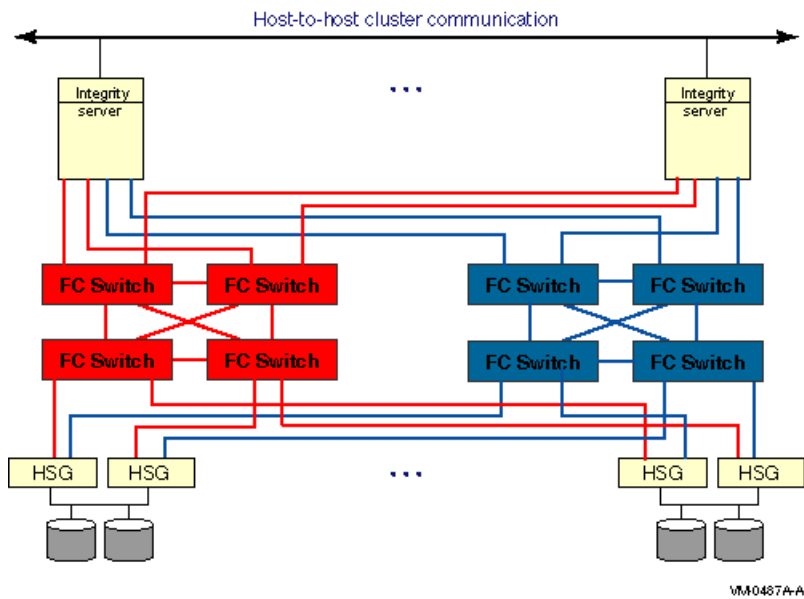 Host-to-host cluster communication
Integrity
server
...
Integrity
server
FC Switch
FC Switch
FC Switch
FC Switch
FC Switch
FC Switch
FC Switch
FC Switch
HSG
HSG
...
HSG
HSG
VM-0487A-A